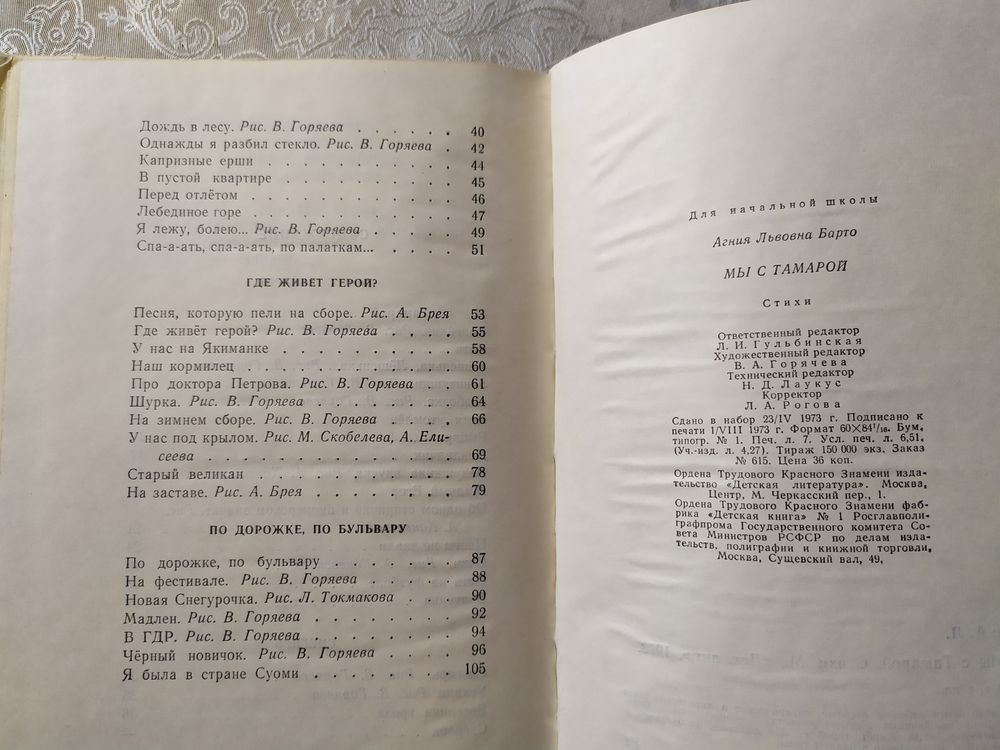 Дождь в лесу. Рис. В. Горяева . . . . . . 40
Однажды я разбил стекло. Рис. В. Горяева . 42
Капризные ерши . . . . . . . . . . . 44
В пустой квартире . . . . . . . . . . 45
Перед отлётом . . . . . . . . . . . . 46
Лебединое горе . . . . . . . . . . . . 47
Я лежу, болею... Рис. В. Горяева . . . . . 49
Спа-а-ать, спа-а-ать, по палаткам... . . . . 51
ГДЕ ЖИВЁТ ГЕРОЙ?
Песня, которую пели на сборе. Рис. А. Брея 53
Где живёт герой? Рис. В. Горяева . . . . 55
У нас на Якиманке . . . . . . . . . . 58
Наш кормилец . . . . . . . . . . . . 60
Про доктора Петрова. Рис. В. Горяева . . 61
Шурка. Рис. В. Горяева . . . . . . . . 64
На зимнем сборе. Рис. В. Горяева . . . . 66
У нас под крылом. Рис. М. Скобелева, А. Ели-
сеева . . . . . . . . . . . . . 69
Старый великан . . . . . . . . . . . 78
На заставе. Рис. А. Брея . . . . . . . . 79
ПО ДОРОЖКЕ, ПО БУЛЬВАРУ
По дорожке, по бульвару . . . . . . . 87
На фестивале. Рис. В. Горяева . . . . . . 88
Новая Снегурочка. Рис. Л. Токмакова . . . 90
Мадлен. Рис. В. Горяева . . . . . . . . 92
В ГДР. Рис. В. Горяева . . . . . . . . 94
Чёрный новичок. Рис. В. Горяева . . . . . 96
Я была в стране Суоми . . . . . . . . 105
Для начальной школы
Агния Львовна Барто
МЫ С ТАМАРОЙ
Стихи
Ответственный редактор
Л. И. Гульбинская
Художественный редактор
В. А. Горячева
Технический редактор
Н. Д. Лаукус
Корректор
Л. А. Рогова
Сдано в набор 23/IV 1973 г. Подписано к
печати 1/VIII 1973 г. Формат 60×84¹/₁₆. Бум.
типогр. № 1. Печ. л. 7. Усл. печ. л. 6,51.
(Уч.-изд. л. 4,27). Тираж 150 000 экз. Заказ
№ 615. Цена 36 коп.
Ордена Трудового Красного Знамени изда-
тельство «Детская литература». Москва,
Центр, М. Черкасский пер., 1.
Ордена Трудового Красного Знамени фаб-
рика «Детская книга» № 1 Росглавполи-
графпрома Государственного комитета Со-
вета Министров РСФСР по делам изда-
тельств, полиграфии и книжной торговли,
Москва, Сущевский вал, 49,